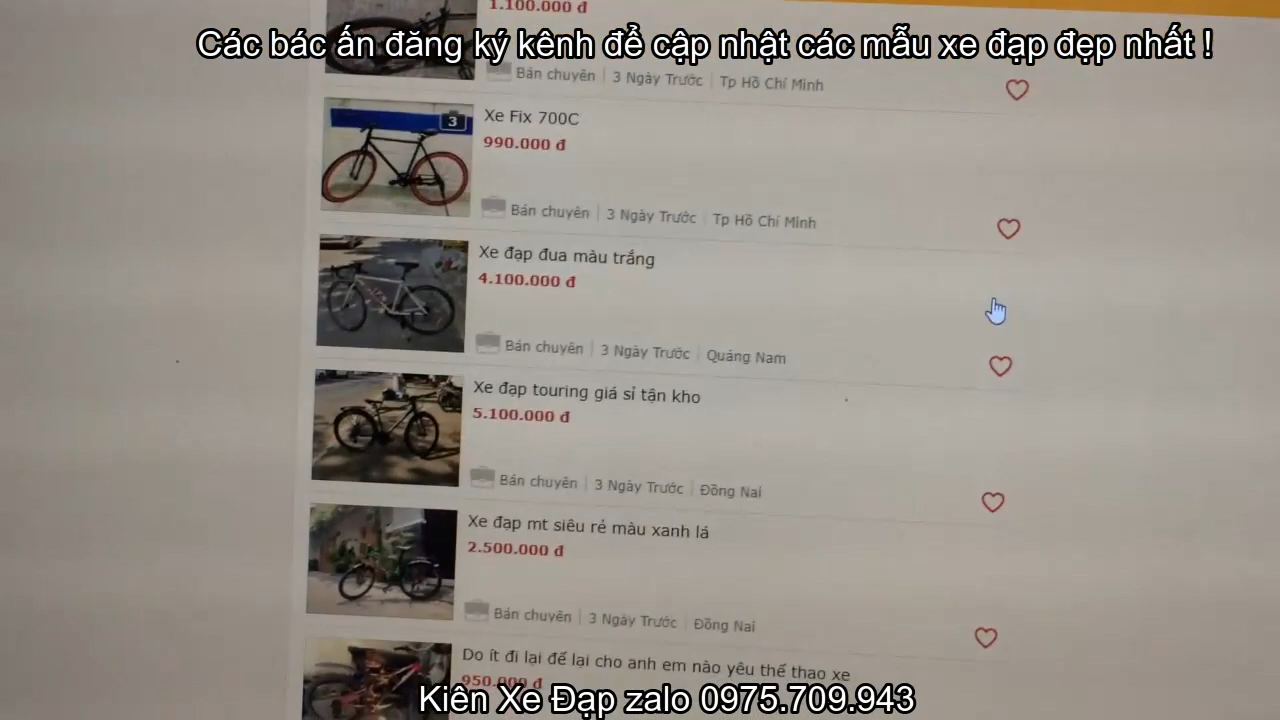 1.100.000 đ
Các bác ấn đăng ký kênh để cập nhật các mẫu xe đạp đẹp nhất !
Bán chuyên | 3 Ngày Trước | Tp Hồ Chí Minh
3
Xe Fix 700C
990.000 đ
Bán chuyên | 3 Ngày Trước | Tp Hồ Chí Minh
Xe đạp đua màu trắng
4.100.000 đ
Bán chuyên | 3 Ngày Trước | Quảng Nam
Xe đạp touring giá sỉ tận kho
5.100.000 đ
Bán chuyên | 3 Ngày Trước | Đồng Nai
Xe đạp mt siêu rẻ màu xanh lá
2.500.000 đ
Bán chuyên | 3 Ngày Trước | Đồng Nai
Do ít đi lại để lại cho anh em nào yêu thể thao xe
950.000 đ
Kiên Xe Đạp zalo 0975.709.943